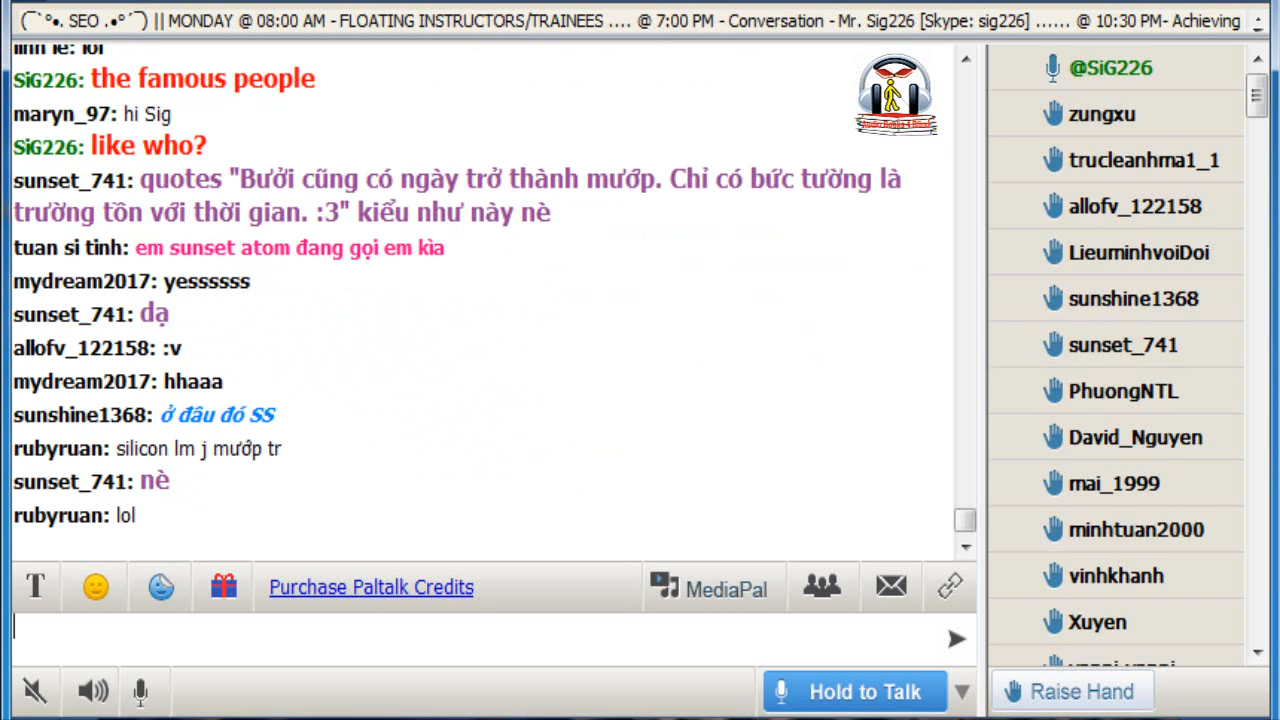 (¯`°•. SEO .•°´¯) || MONDAY @ 08:00 AM - FLOATING INSTRUCTORS/TRAINEES .... @ 7:00 PM - Conversation - Mr. Sig226 [Skype: sig226] ...... @ 10:30 PM- Achieving
linh le: lol
SiG226: the famous people
maryn_97: hi Sig
SiG226: like who?
sunset_741: quotes "Bưởi cũng có ngày trở thành mướp. Chỉ có bức tường là
trường tồn với thời gian. :3" kiểu như này nè
tuan si tinh: em sunset atom đang gọi em kìa
mydream2017: yessssss
sunset_741: dạ
allofv_122158: :v
mydream2017: hhaaa
sunshine1368: ở đâu đó SS
rubyruan: silicon lm j mướp tr
sunset_741: nè
rubyruan: lol
Purchase Paltalk Credits
MediaPal
Hold to Talk
@SiG226
zungxu
trucleanhma1_1
allofv_122158
LieuminhvoiDoi
sunshine1368
sunset_741
PhuongNTL
David_Nguyen
mai_1999
minhtuan2000
vinhkhanh
Xuyen
Raise Hand